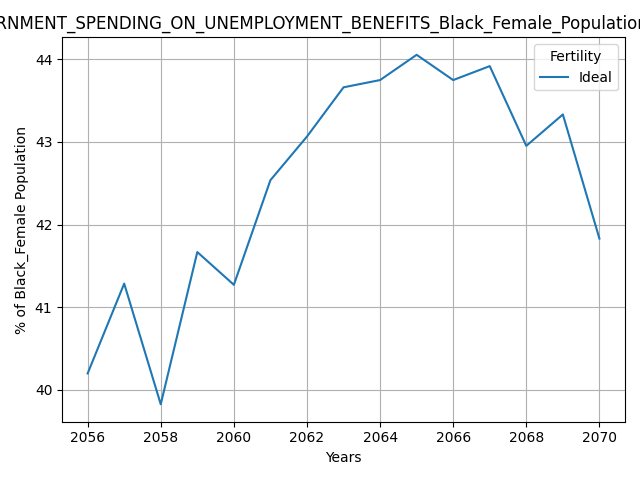 RNMENT_SPENDING_ON_UNEMPLOYMENT_BENEFITS_Black_Female_Population
Fertility
Ideal
% of Black_Female Population
44
43
42
41
40
2056 2058 2060 2062 2064 2066 2068 2070
Years